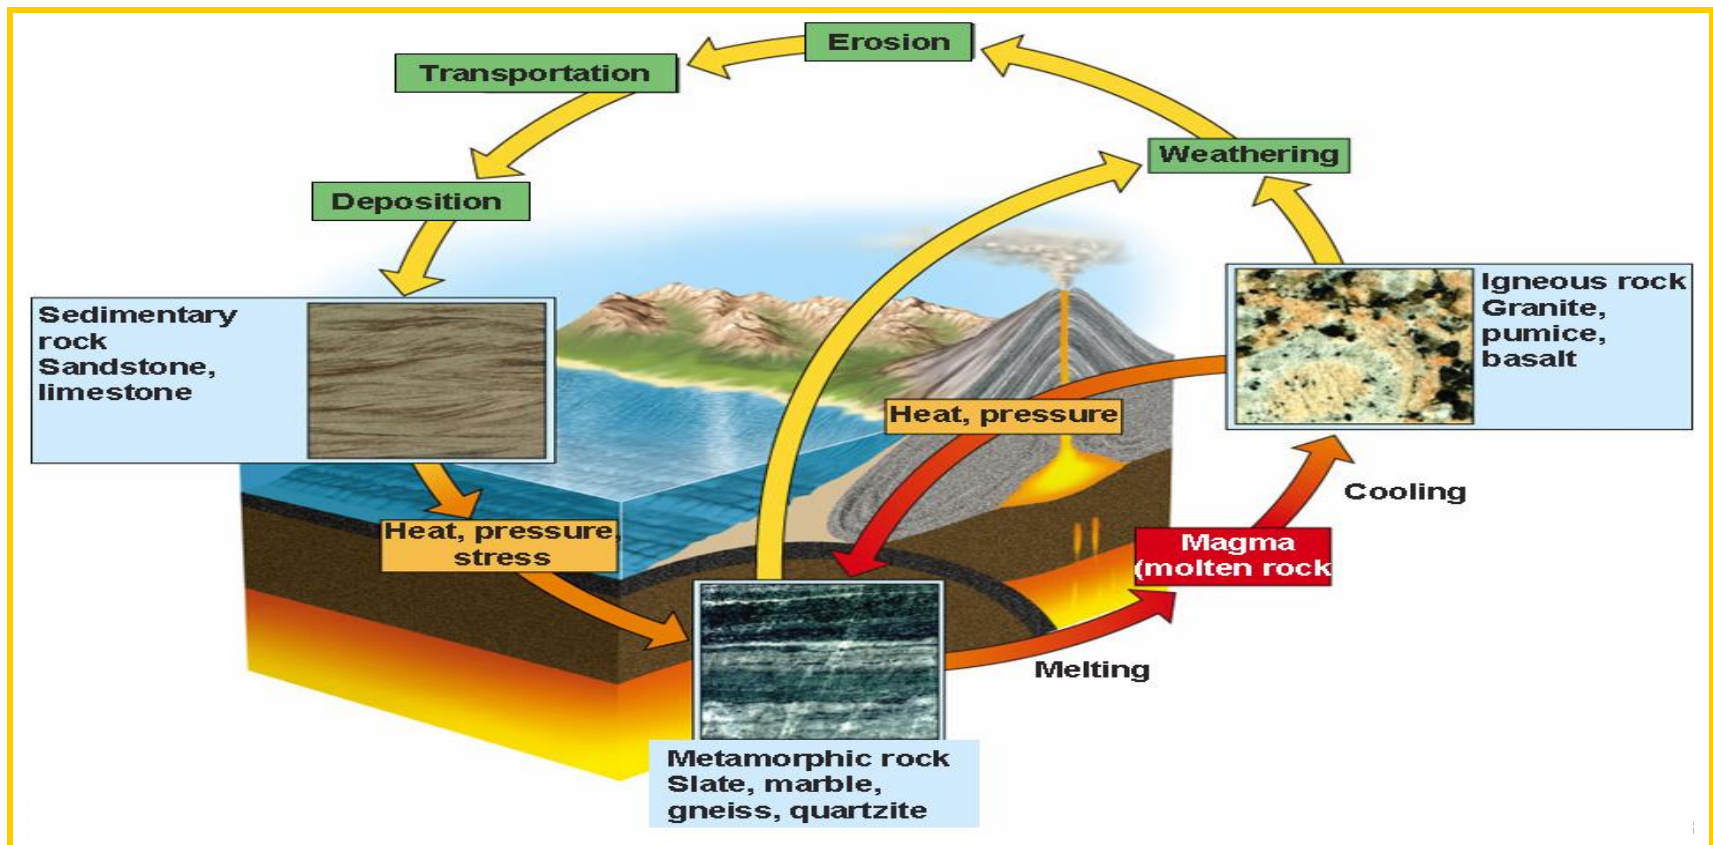 Erosion
Transportation
Weathering
Deposition
Sedimentary
rock
Sandstone,
limestone
Igneous rock
Granite,
pumice,
basalt
Heat, pressure
Cooling
Heat, pressure,
stress
Magma
(molten rock
Melting
Metamorphic rock
Slate, marble,
gneiss, quartzite